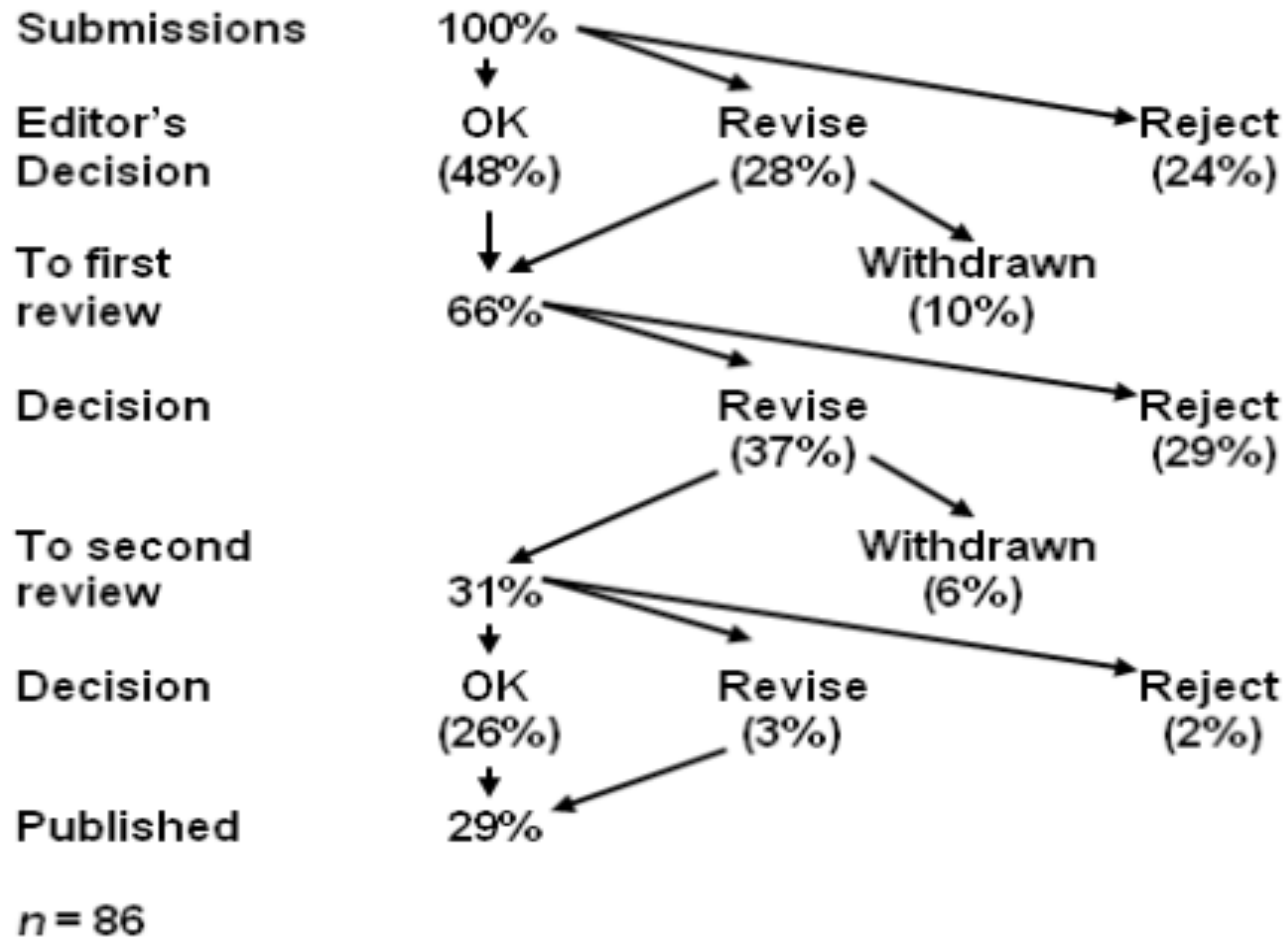 Submissions 100%
Editor's OK Revise Reject
Decision (48%) (28%) (24%)
To first Withdrawn
review 66% (10%)
Decision Revise Reject
(37%) (29%)
To second Withdrawn
review 31% (6%)
Decision OK Revise Reject
(26%) (3%) (2%)
Published 29%
n = 86